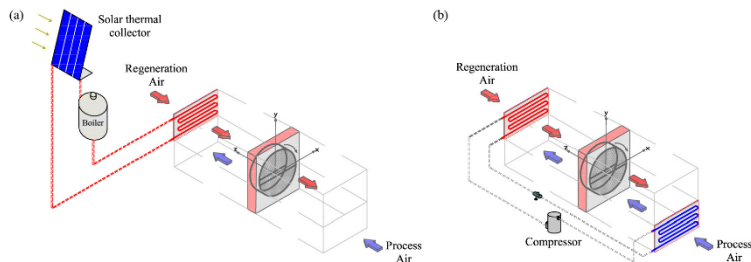 (a)
Solar thermal
collector
Regeneration
Air
Boiler
y
z
x
Process
Air
(b)
Regeneration
Air
y
z
x
Compressor
Process
Air